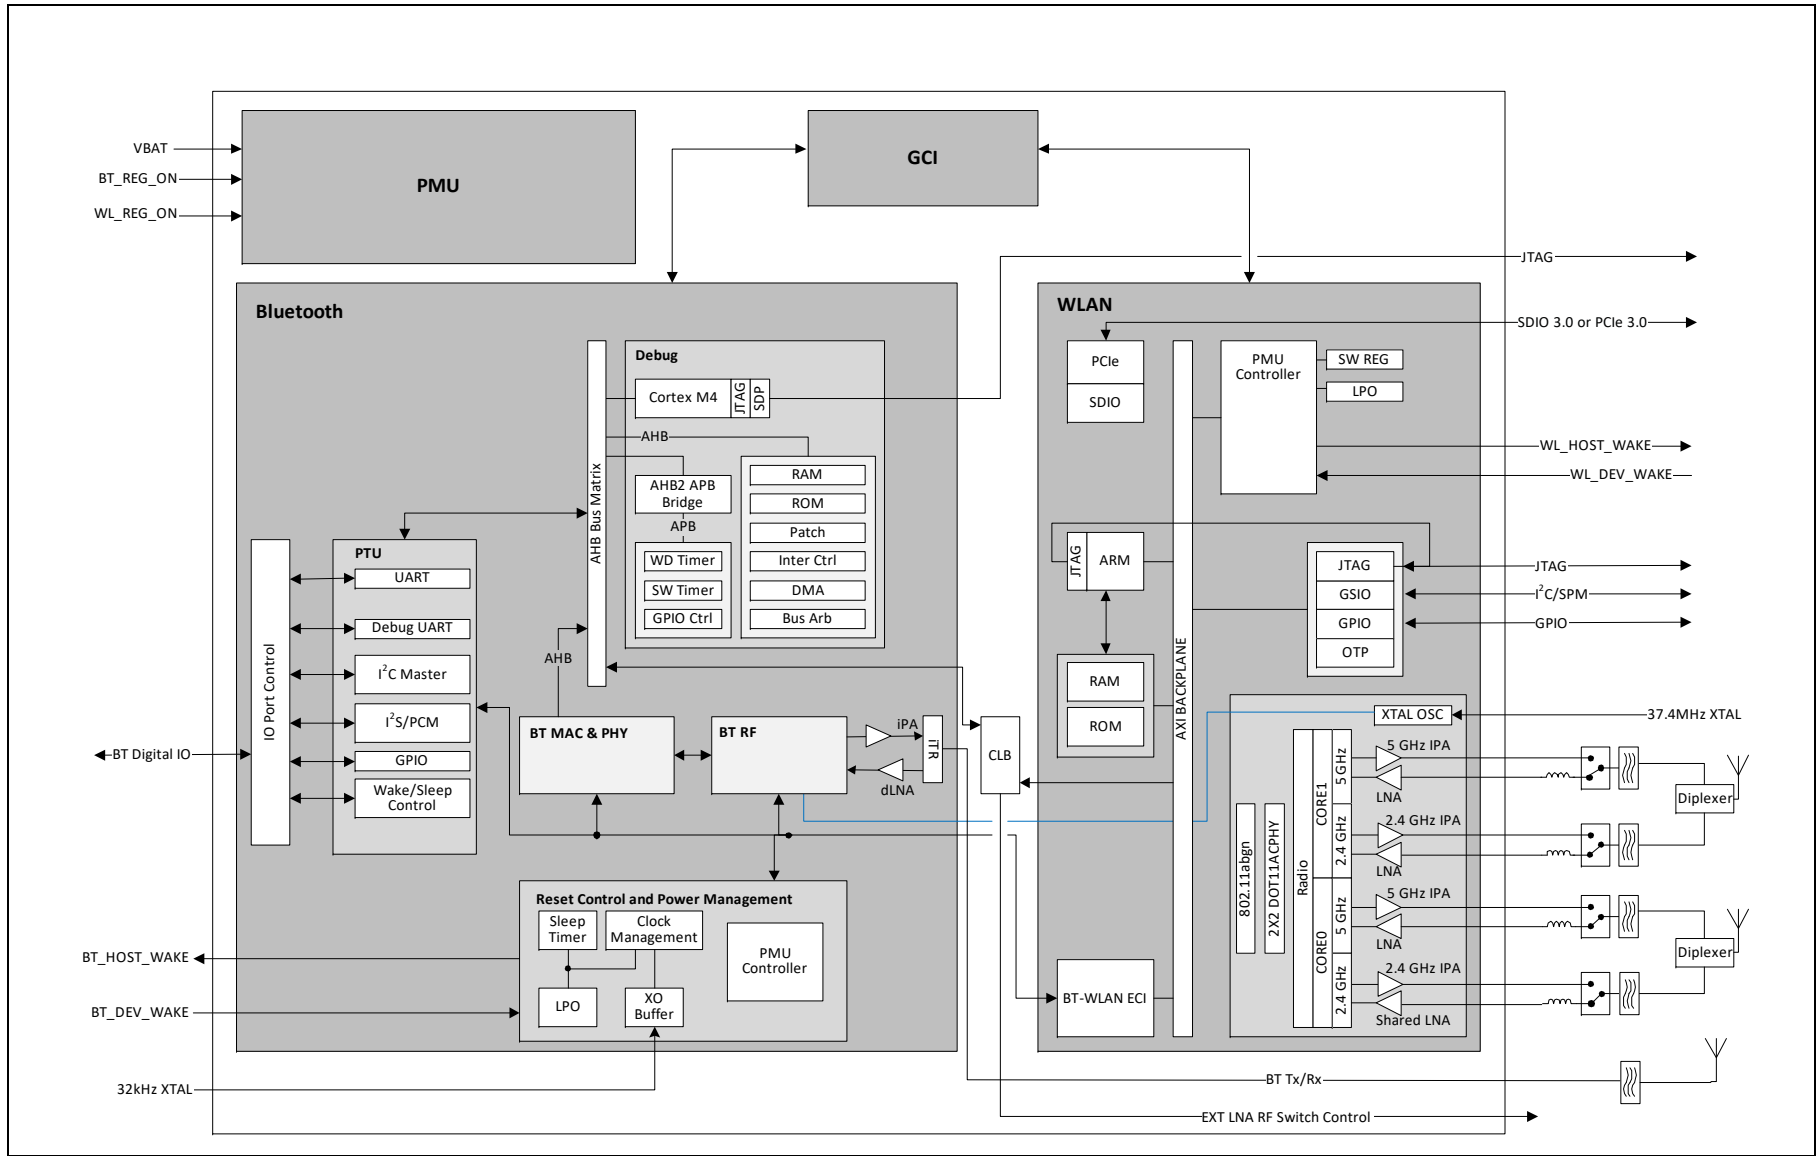 PMU
GCI
VBAT
BT_REG_ON
WL_REG_ON
JTAG
Bluetooth
WLAN
SDIO 3.0 or PCIe 3.0
Debug
Cortex M4
JTAG
SDP
AHB
AHB Bus Matrix
AHB2 APB
Bridge
APB
WD Timer
SW Timer
GPIO Ctrl
RAM
ROM
Patch
Inter Ctrl
DMA
Bus Arb
PCIe
SDIO
PMU
Controller
SW REG
LPO
WL_HOST_WAKE
WL_DEV_WAKE
AXI BACKPLANE
JTAG
ARM
RAM
ROM
JTAG
GSIO
GPIO
OTP
JTAG
I²C/SPM
GPIO
IO Port Control
PTU
UART
Debug UART
I²C Master
I²S/PCM
GPIO
Wake/Sleep
Control
BT Digital IO
AHB
BT MAC & PHY
BT RF
iPA
dLNA
iTR
CLB
XTAL OSC
37.4MHz XTAL
802.11abgn
2X2 DOT11ACPHY
Radio
CORE1
CORE0
5 GHz
2.4 GHz
5 GHz
2.4 GHz
5 GHz IPA
LNA
2.4 GHz IPA
LNA
5 GHz IPA
LNA
2.4 GHz IPA
Shared LNA
Diplexer
Diplexer
Reset Control and Power Management
Sleep
Timer
Clock
Management
PMU
Controller
LPO
XO
Buffer
BT-WLAN ECI
BT_HOST_WAKE
BT_DEV_WAKE
32kHz XTAL
BT Tx/Rx
EXT LNA RF Switch Control